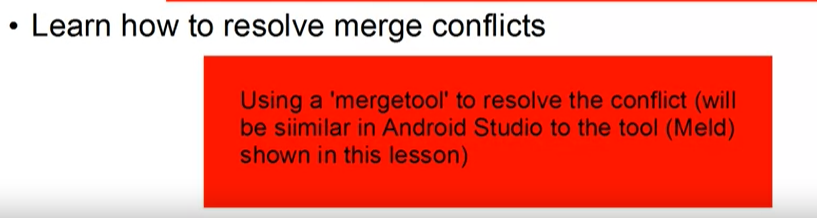 • Learn how to resolve merge conflicts
Using a 'mergetool' to resolve the conflict (will
be siimilar in Android Studio to the tool (Meld)
shown in this lesson)